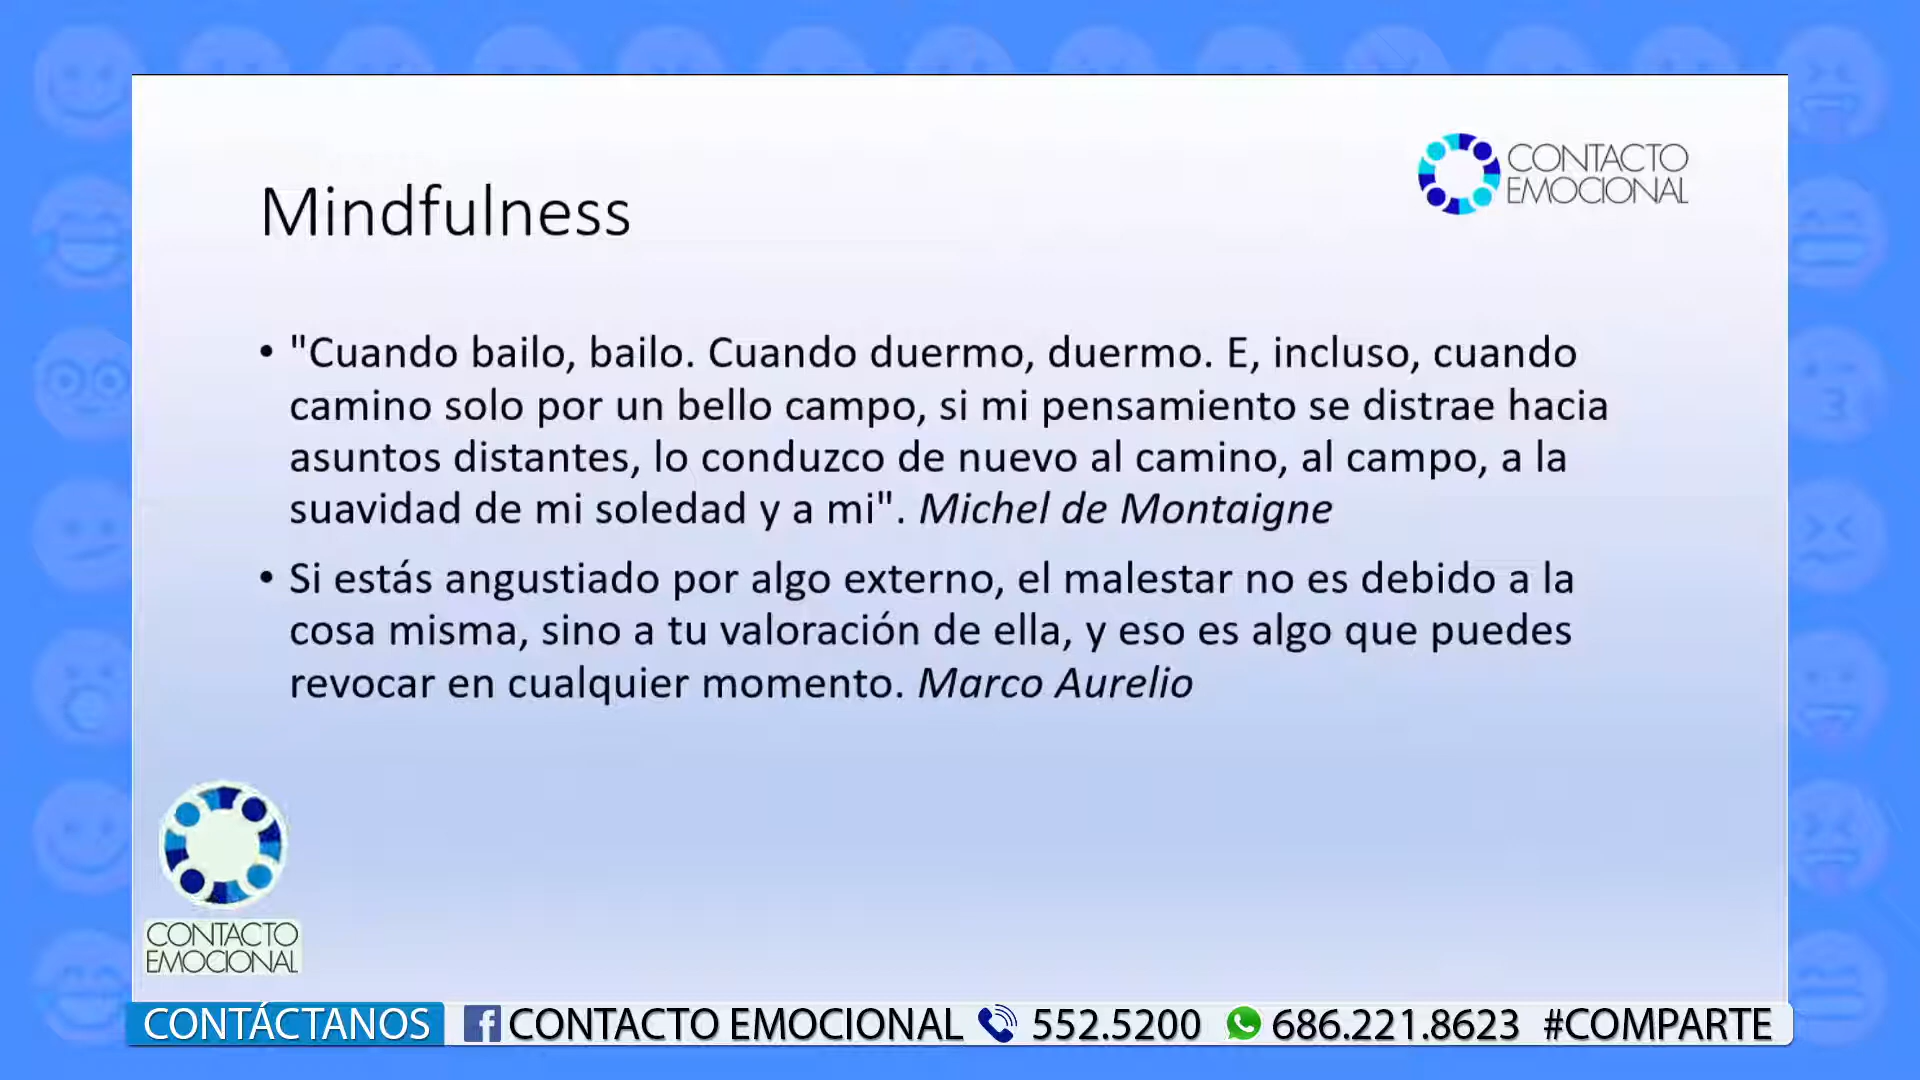 CONTACTO
EMOCIONAL
Mindfulness
• "Cuando bailo, bailo. Cuando duermo, duermo. E, incluso, cuando
camino solo por un bello campo, si mi pensamiento se distrae hacia
asuntos distantes, lo conduzco de nuevo al camino, al campo, a la
suavidad de mi soledad y a mi". Michel de Montaigne
• Si estás angustiado por algo externo, el malestar no es debido a la
cosa misma, sino a tu valoración de ella, y eso es algo que puedes
revocar en cualquier momento. Marco Aurelio
CONTACTO
EMOCIONAL
CONTÁCTANOS CONTACTO EMOCIONAL 552.5200 686.221.8623 #COMPARTE